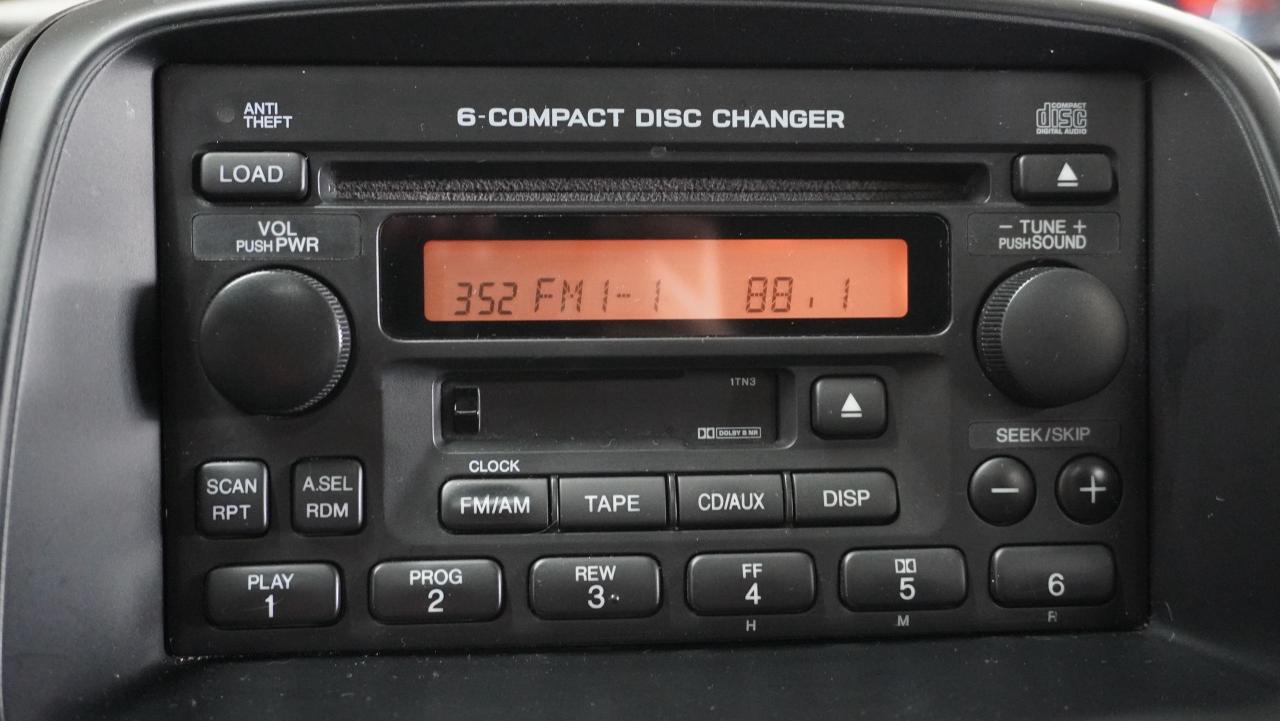 ANTI
THEFT
6-COMPACT DISC CHANGER
COMPACT
disc
DIGITAL AUDIO
LOAD
VOL
PUSH PWR
− TUNE +
PUSH SOUND
352 FM1-1 88.1
1TN3
DOLBY B NR
SEEK/SKIP
CLOCK
SCAN
RPT
A.SEL
RDM
FM/AM
TAPE
CD/AUX
DISP
− +
PLAY
1
PROG
2
REW
3
FF
4
5
6
H
M
R